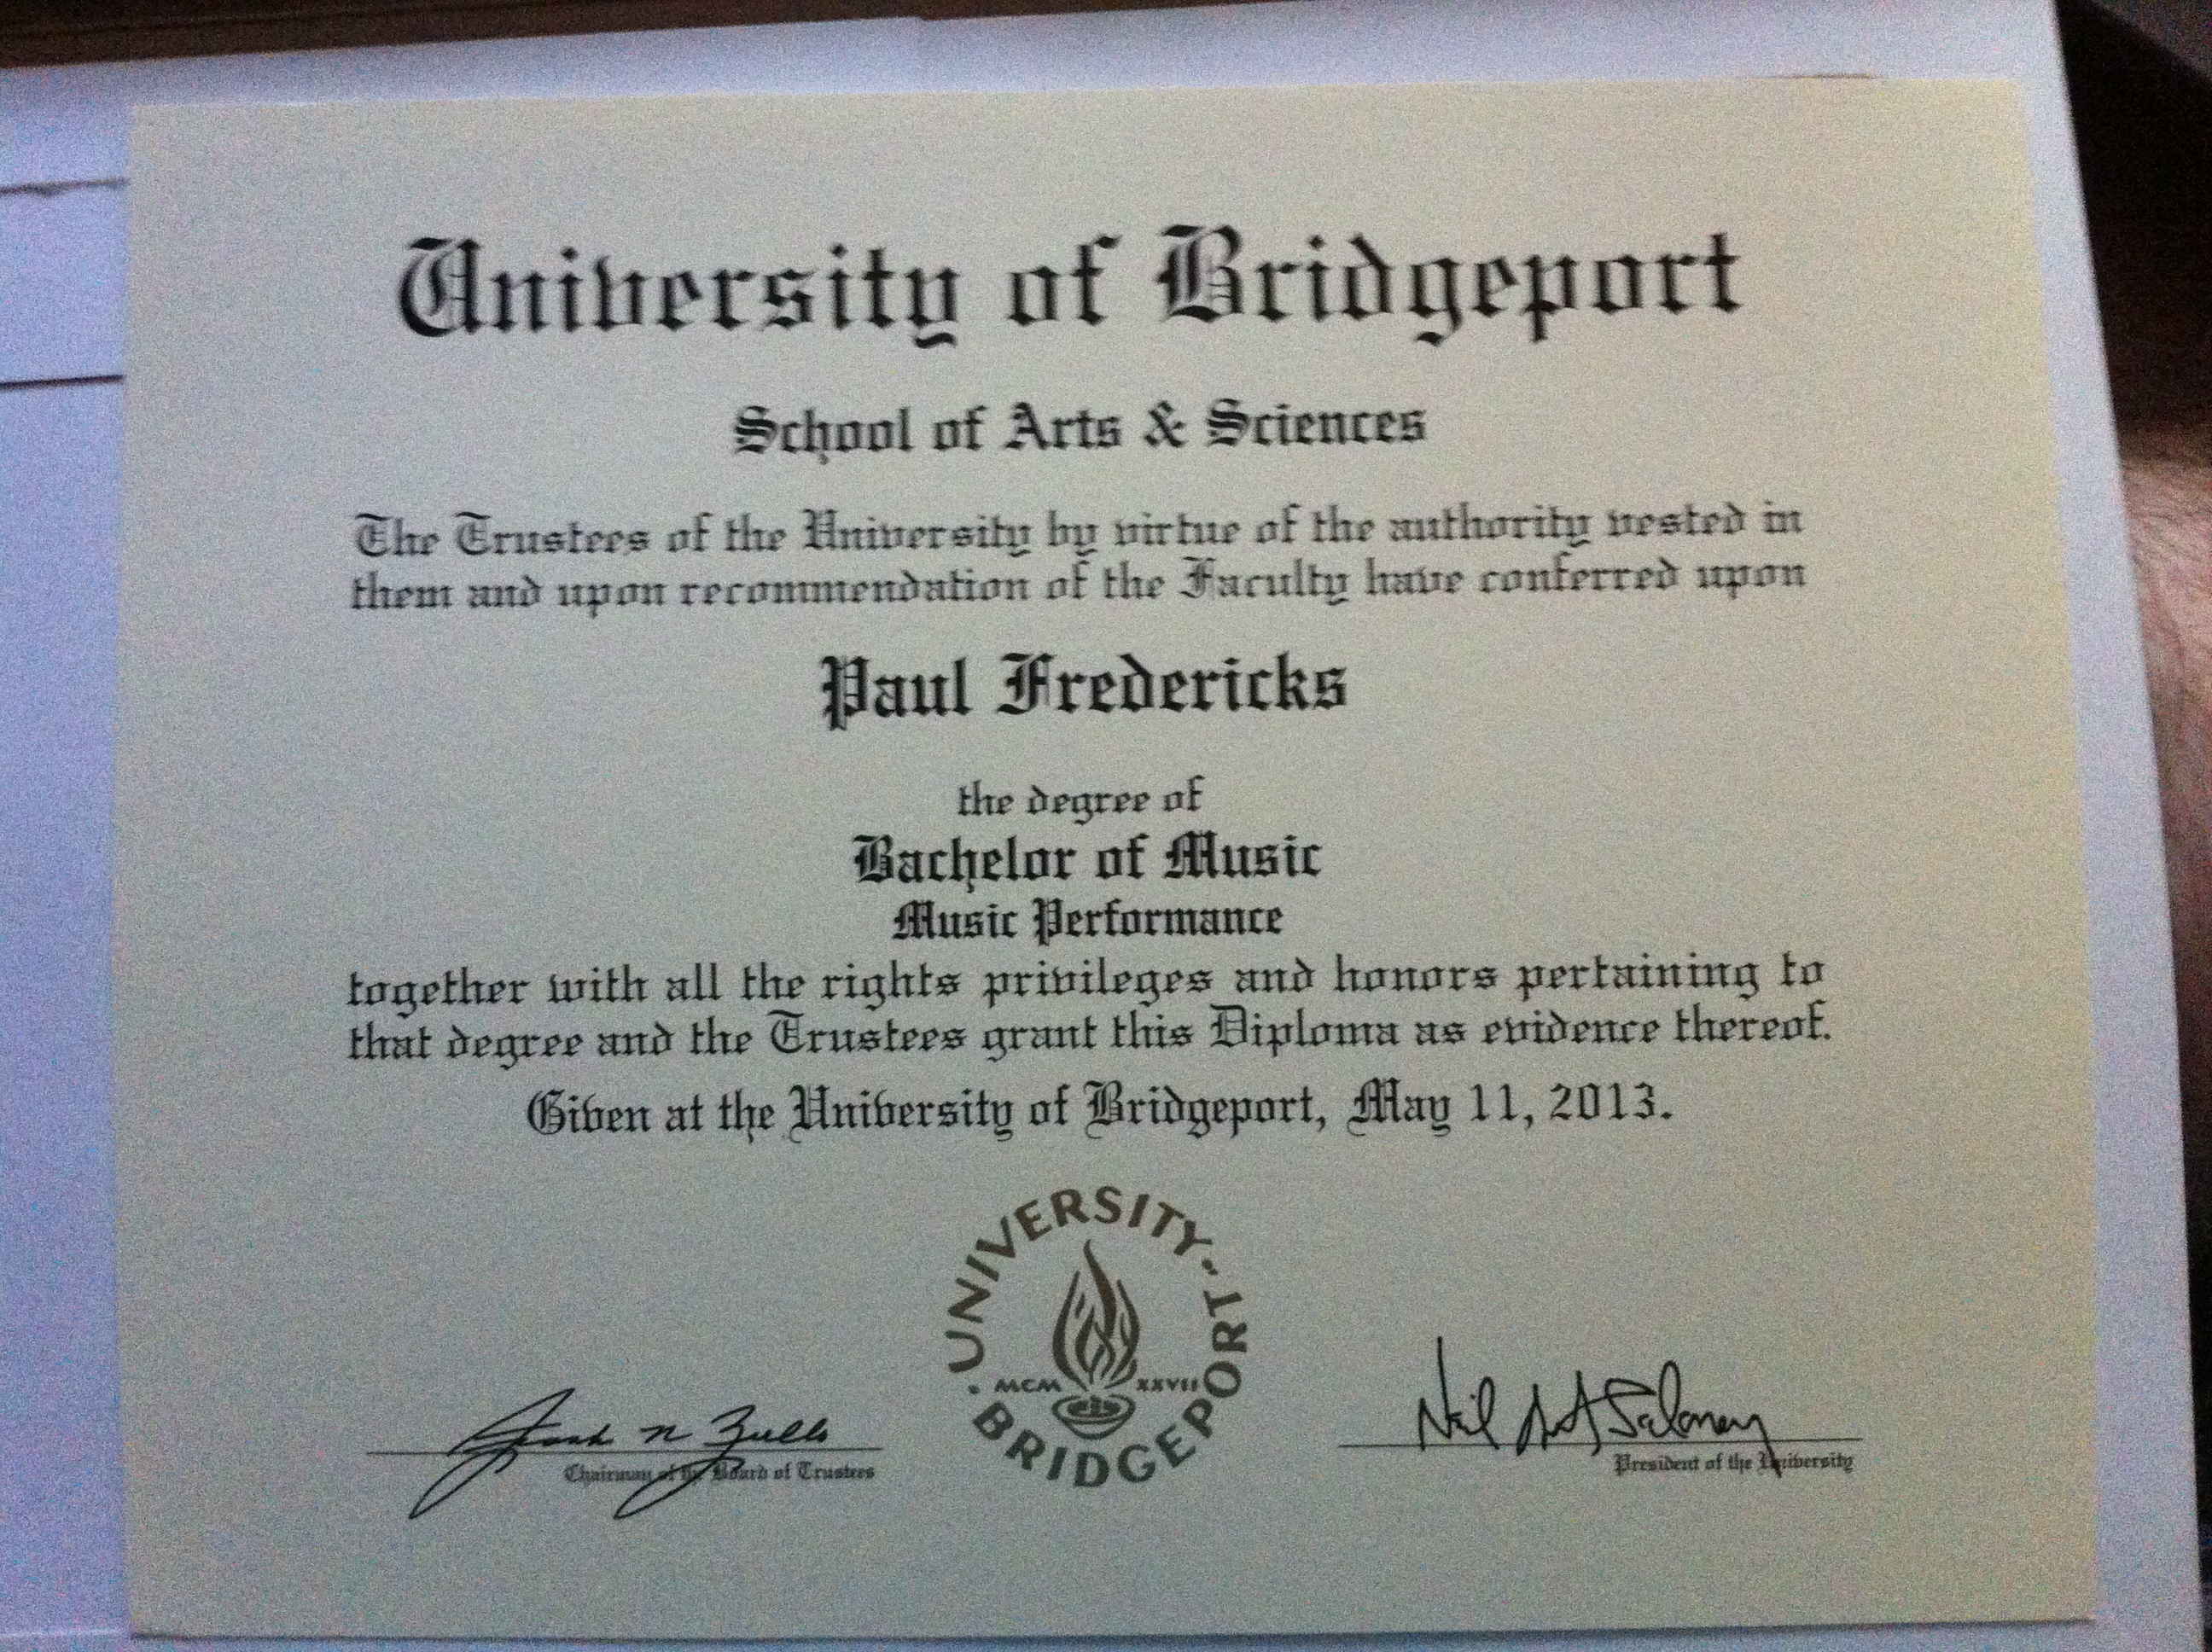 University of Bridgeport
School of Arts & Sciences
The Trustees of the University by virtue of the authority vested in
them and upon recommendation of the Faculty have conferred upon
Paul Fredericks
the degree of
Bachelor of Music
Music Performance
together with all the rights privileges and honors pertaining to
that degree and the Trustees grant this Diploma as evidence thereof.
Given at the University of Bridgeport, May 11, 2013.
· UNIVERSITY · BRIDGEPORT
MCM XXVII
Frank N Zullo
Chairman of the Board of Trustees
Neil Salonen
President of the University